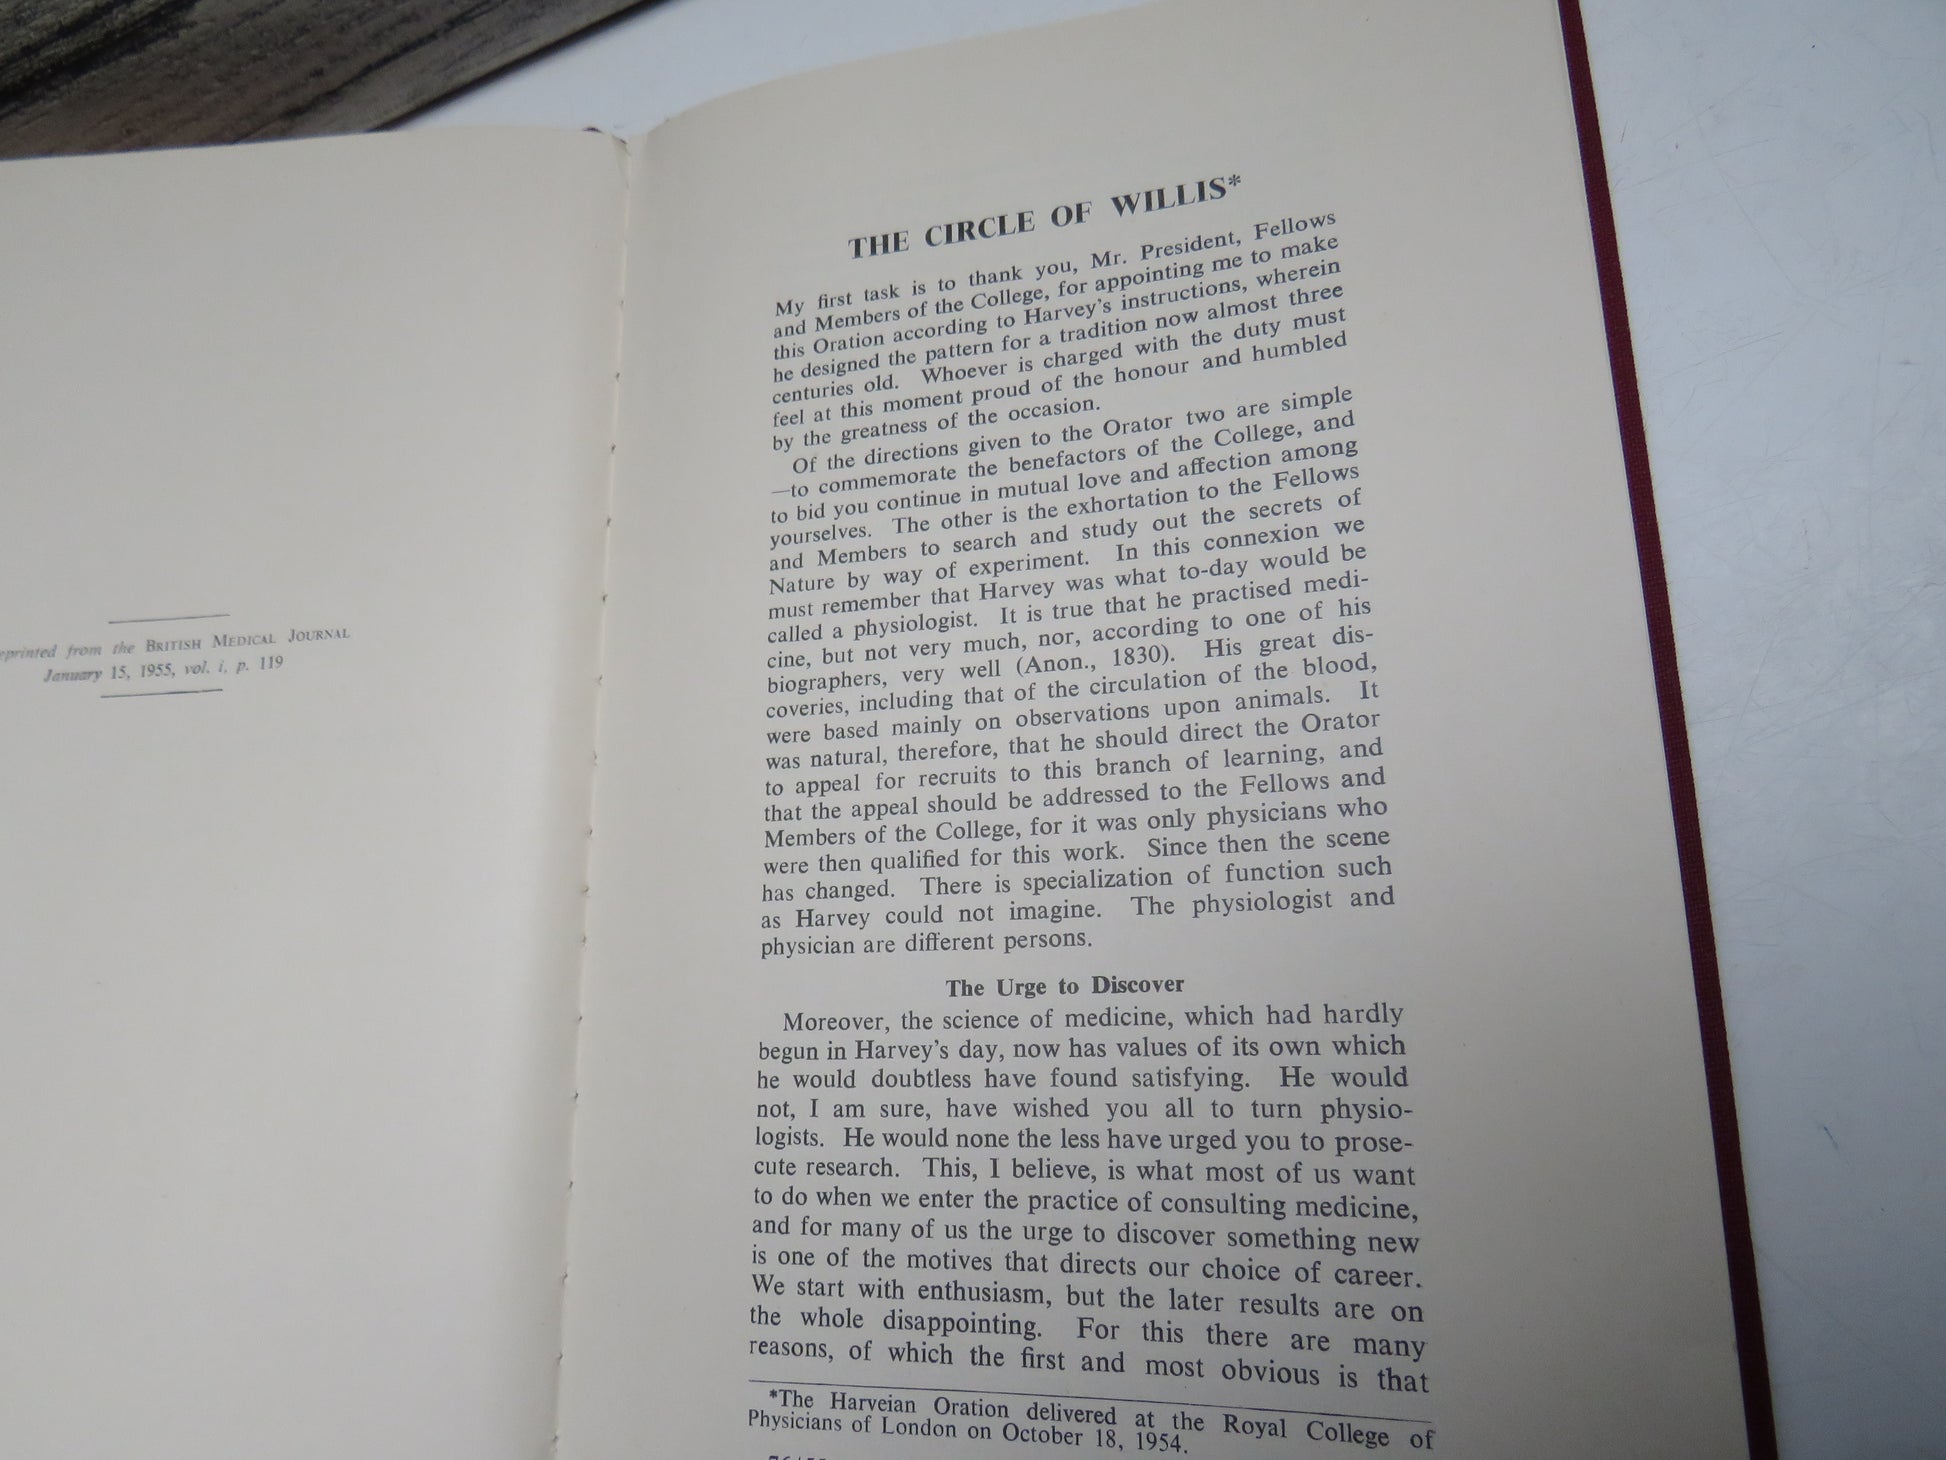 eprinted from the BRITISH MEDICAL JOURNAL
January 15, 1955, vol. i, p. 119
THE CIRCLE OF WILLIS*
My first task is to thank you, Mr. President, Fellows
and Members of the College, for appointing me to make
this Oration according to Harvey's instructions, wherein
he designed the pattern for a tradition now almost three
centuries old. Whoever is charged with the duty must
feel at this moment proud of the honour and humbled
by the greatness of the occasion.
Of the directions given to the Orator two are simple
—to commemorate the benefactors of the College, and
to bid you continue in mutual love and affection among
yourselves. The other is the exhortation to the Fellows
and Members to search and study out the secrets of
Nature by way of experiment. In this connexion we
must remember that Harvey was what to-day would be
called a physiologist. It is true that he practised medi-
cine, but not very much, nor, according to one of his
biographers, very well (Anon., 1830). His great dis-
coveries, including that of the circulation of the blood,
were based mainly on observations upon animals. It
was natural, therefore, that he should direct the Orator
to appeal for recruits to this branch of learning, and
that the appeal should be addressed to the Fellows and
Members of the College, for it was only physicians who
were then qualified for this work. Since then the scene
has changed. There is specialization of function such
as Harvey could not imagine. The physiologist and
physician are different persons.
The Urge to Discover
Moreover, the science of medicine, which had hardly
begun in Harvey's day, now has values of its own which
he would doubtless have found satisfying. He would
not, I am sure, have wished you all to turn physio-
logists. He would none the less have urged you to prose-
cute research. This, I believe, is what most of us want
to do when we enter the practice of consulting medicine,
and for many of us the urge to discover something new
is one of the motives that directs our choice of career.
We start with enthusiasm, but the later results are on
the whole disappointing. For this there are many
reasons, of which the first and most obvious is that
*The Harveian Oration delivered at the Royal College of
Physicians of London on October 18, 1954.